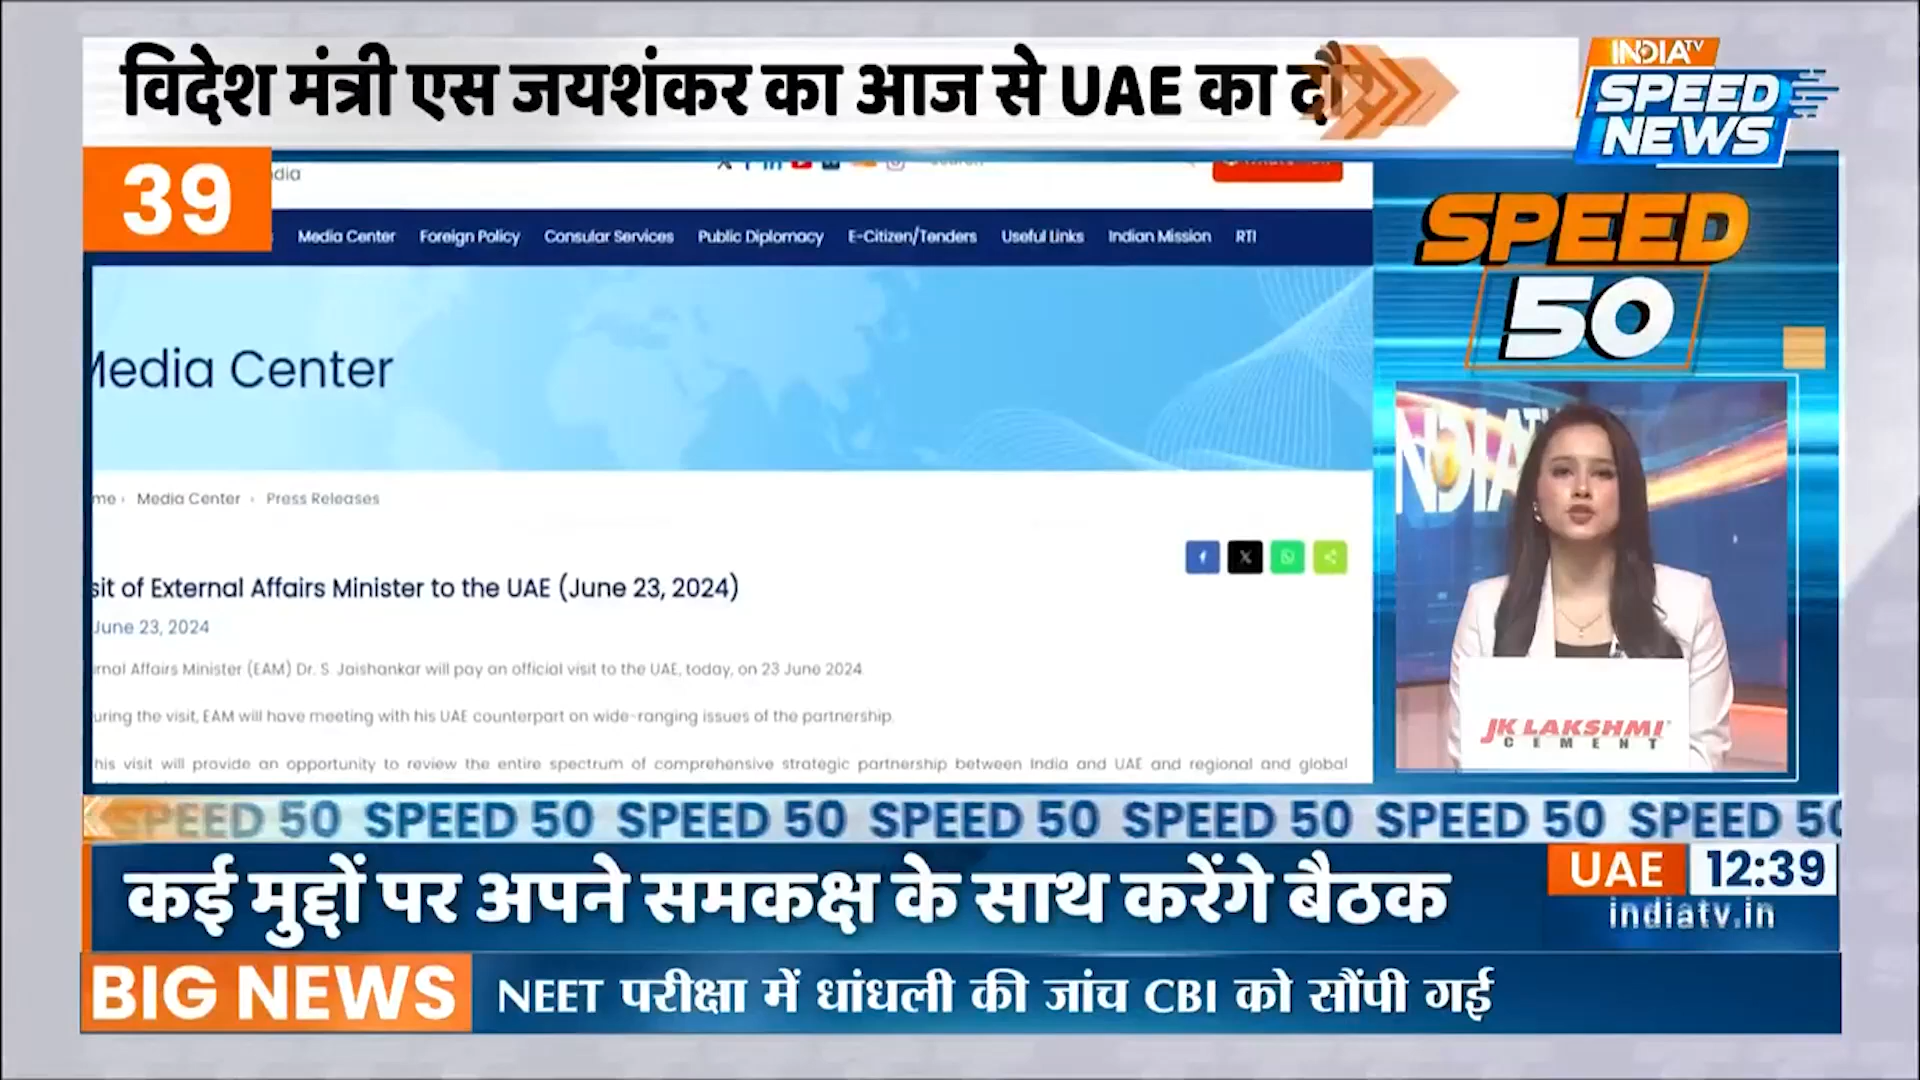 विदेश मंत्री एस जयशंकर का आज से UAE का
INDIA TV
SPEED
NEWS
39
Media Center Foreign Policy Consular Services Public Diplomacy E-Citizen/Tenders Useful Links Indian Mission RTI
SPEED
50
Media Center
Media Center › Press Releases
of External Affairs Minister to the UAE (June 23, 2024)
June 23, 2024
Affairs Minister (EAM) Dr. S. Jaishankar will pay an official visit to the UAE, today, on 23 June 2024.
the visit, EAM will have meeting with his UAE counterpart on wide-ranging issues of the partnership.
visit will provide an opportunity to review the entire spectrum of comprehensive strategic partnership between India and UAE and regional and global
JK LAKSHMI
CEMENT
SPEED 50 SPEED 50 SPEED 50 SPEED 50 SPEED 50 SPEED 50 SPEED 50
कई मुद्दों पर अपने समकक्ष के साथ करेंगे बैठक
UAE 12:39
indiatv.in
BIG NEWS NEET परीक्षा में धांधली की जांच CBI को सौंपी गई